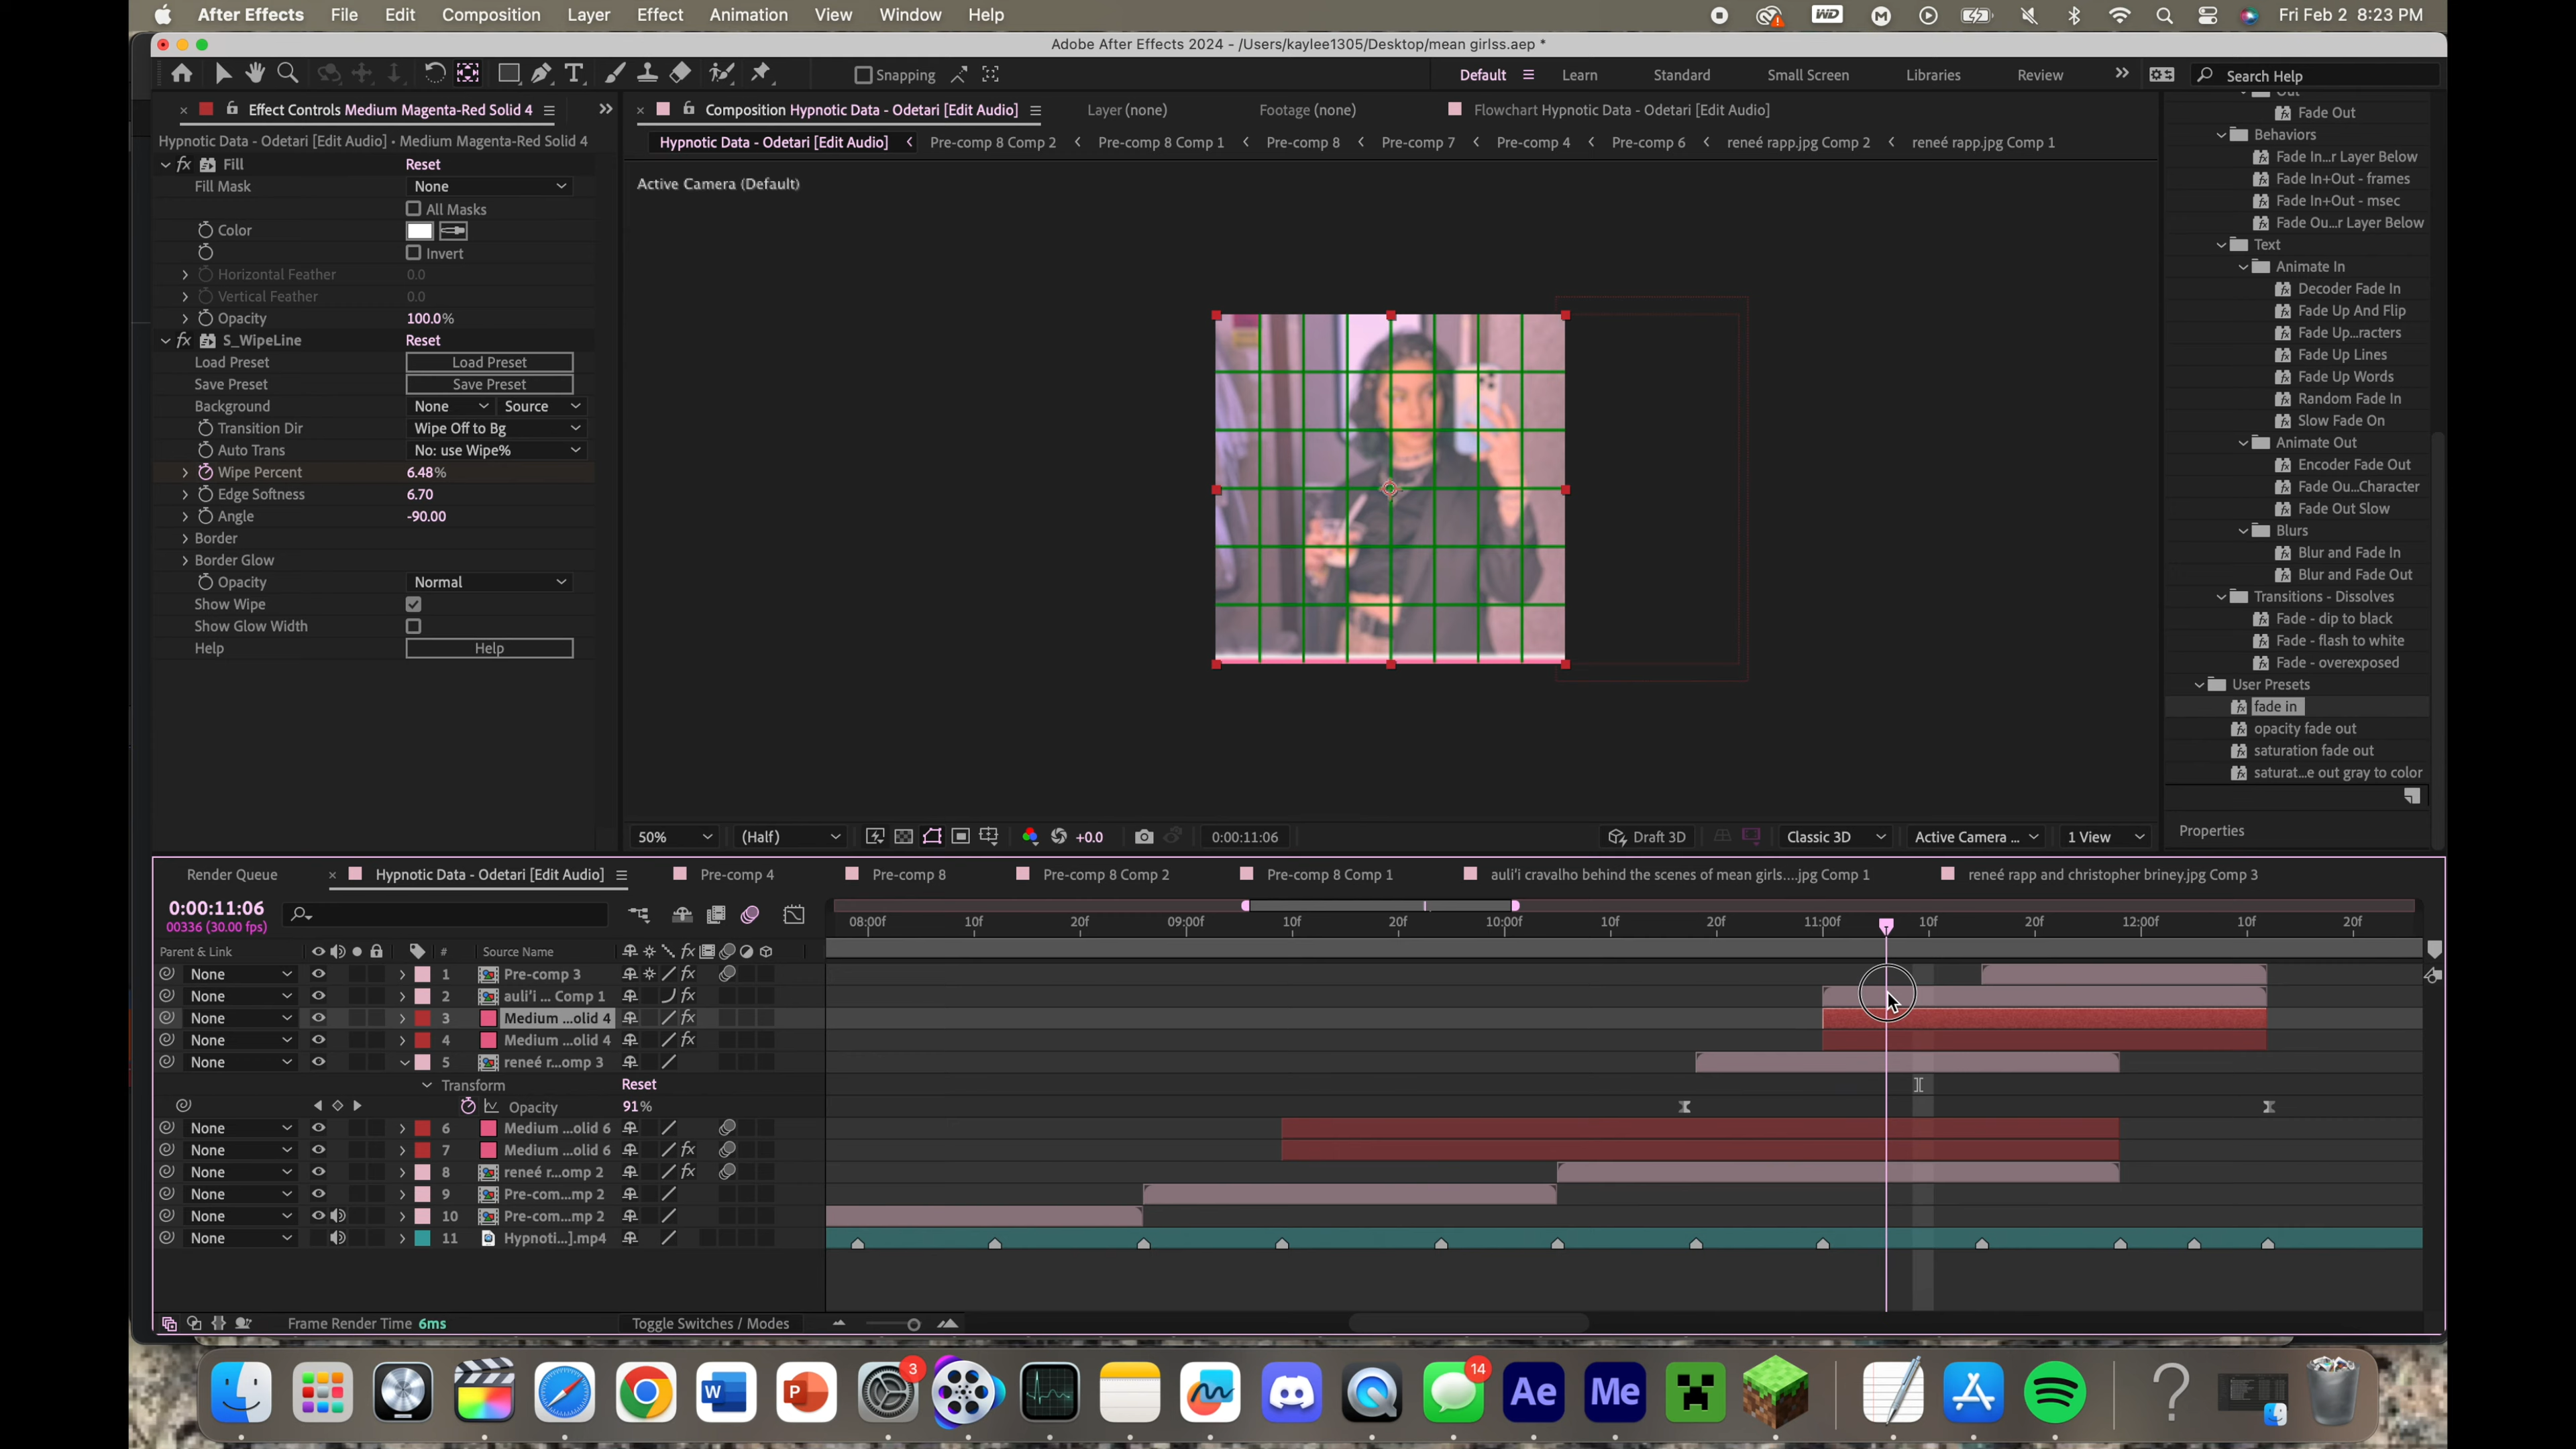 After Effects File Edit Composition Layer Effect Animation View Window Help WD Fri Feb 2 8:23 PM
Adobe After Effects 2024 - /Users/kaylee1305/Desktop/mean girlss.aep *
Snapping Default Learn Standard Small Screen Libraries Review Search Help
Effect Controls Medium Magenta-Red Solid 4
Hypnotic Data - Odetari [Edit Audio] • Medium Magenta-Red Solid 4
fx Fill Reset
Fill Mask None
All Masks
Color
Invert
Horizontal Feather 0.0
Vertical Feather 0.0
Opacity 100.0%
fx S_WipeLine Reset
Load Preset Load Preset
Save Preset Save Preset
Background None Source
Transition Dir Wipe Off to Bg
Auto Trans No: use Wipe%
Wipe Percent 6.48%
Edge Softness 6.70
Angle -90.00
Border
Border Glow
Opacity Normal
Show Wipe
Show Glow Width
Help Help
Composition Hypnotic Data - Odetari [Edit Audio] Layer (none) Footage (none) Flowchart Hypnotic Data - Odetari [Edit Audio]
Hypnotic Data - Odetari [Edit Audio] Pre-comp 8 Comp 2 Pre-comp 8 Comp 1 Pre-comp 8 Pre-comp 7 Pre-comp 4 Pre-comp 6 reneé rapp.jpg Comp 2 reneé rapp.jpg Comp 1
Active Camera (Default)
50% (Half) +0.0 0:00:11:06 Draft 3D Classic 3D Active Camera ... 1 View
Out
Fade Out
Behaviors
Fade In...r Layer Below
Fade In+Out - frames
Fade In+Out - msec
Fade Ou...r Layer Below
Text
Animate In
Decoder Fade In
Fade Up And Flip
Fade Up...racters
Fade Up Lines
Fade Up Words
Random Fade In
Slow Fade On
Animate Out
Encoder Fade Out
Fade Ou...Character
Fade Out Slow
Blurs
Blur and Fade In
Blur and Fade Out
Transitions - Dissolves
Fade - dip to black
Fade - flash to white
Fade - overexposed
User Presets
fade in
opacity fade out
saturation fade out
saturat...e out gray to color
Properties
Render Queue Hypnotic Data - Odetari [Edit Audio] Pre-comp 4 Pre-comp 8 Pre-comp 8 Comp 2 Pre-comp 8 Comp 1 auli'i cravalho behind the scenes of mean girls....jpg Comp 1 reneé rapp and christopher briney.jpg Comp 3
0:00:11:06
00336 (30.00 fps)
08:00f 10f 20f 09:00f 10f 20f 10:00f 10f 20f 11:00f 10f 20f 12:00f 10f 20f
Parent & Link # Source Name fx
None 1 Pre-comp 3 fx
None 2 auli'i ... Comp 1 fx
None 3 Medium ...olid 4 fx
None 4 Medium ...olid 4 fx
None 5 reneé r...omp 3
Transform Reset
Opacity 91%
None 6 Medium ...olid 6
None 7 Medium ...olid 6 fx
None 8 reneé r...omp 2 fx
None 9 Pre-com...mp 2
None 10 Pre-com...mp 2
None 11 Hypnoti...].mp4
Frame Render Time 6ms Toggle Switches / Modes
3 14
W P Ae Me ?